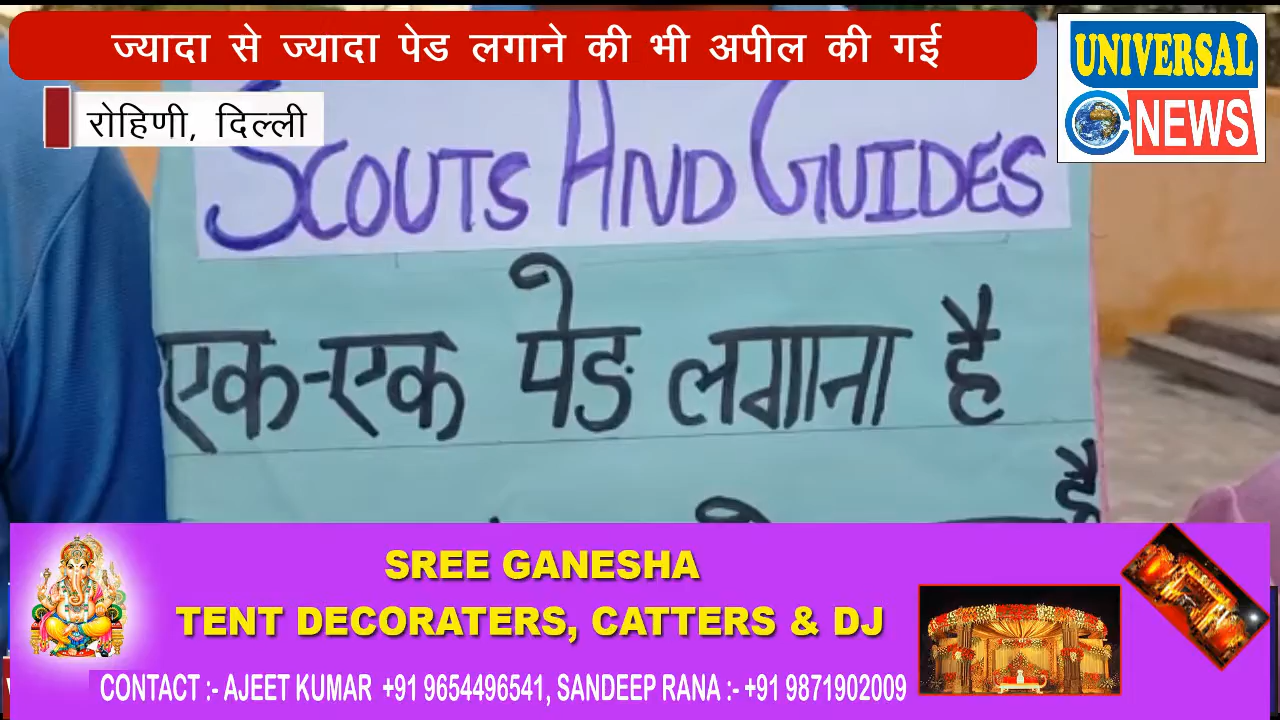 ज्यादा से ज्यादा पेड लगाने की भी अपील की गई
UNIVERSAL
NEWS
रोहिणी, दिल्ली
SCOUTS AND GUIDES
एक-एक पेड लगाना है
है
SREE GANESHA
TENT DECORATERS, CATTERS & DJ
CONTACT :- AJEET KUMAR +91 9654496541, SANDEEP RANA :- +91 9871902009